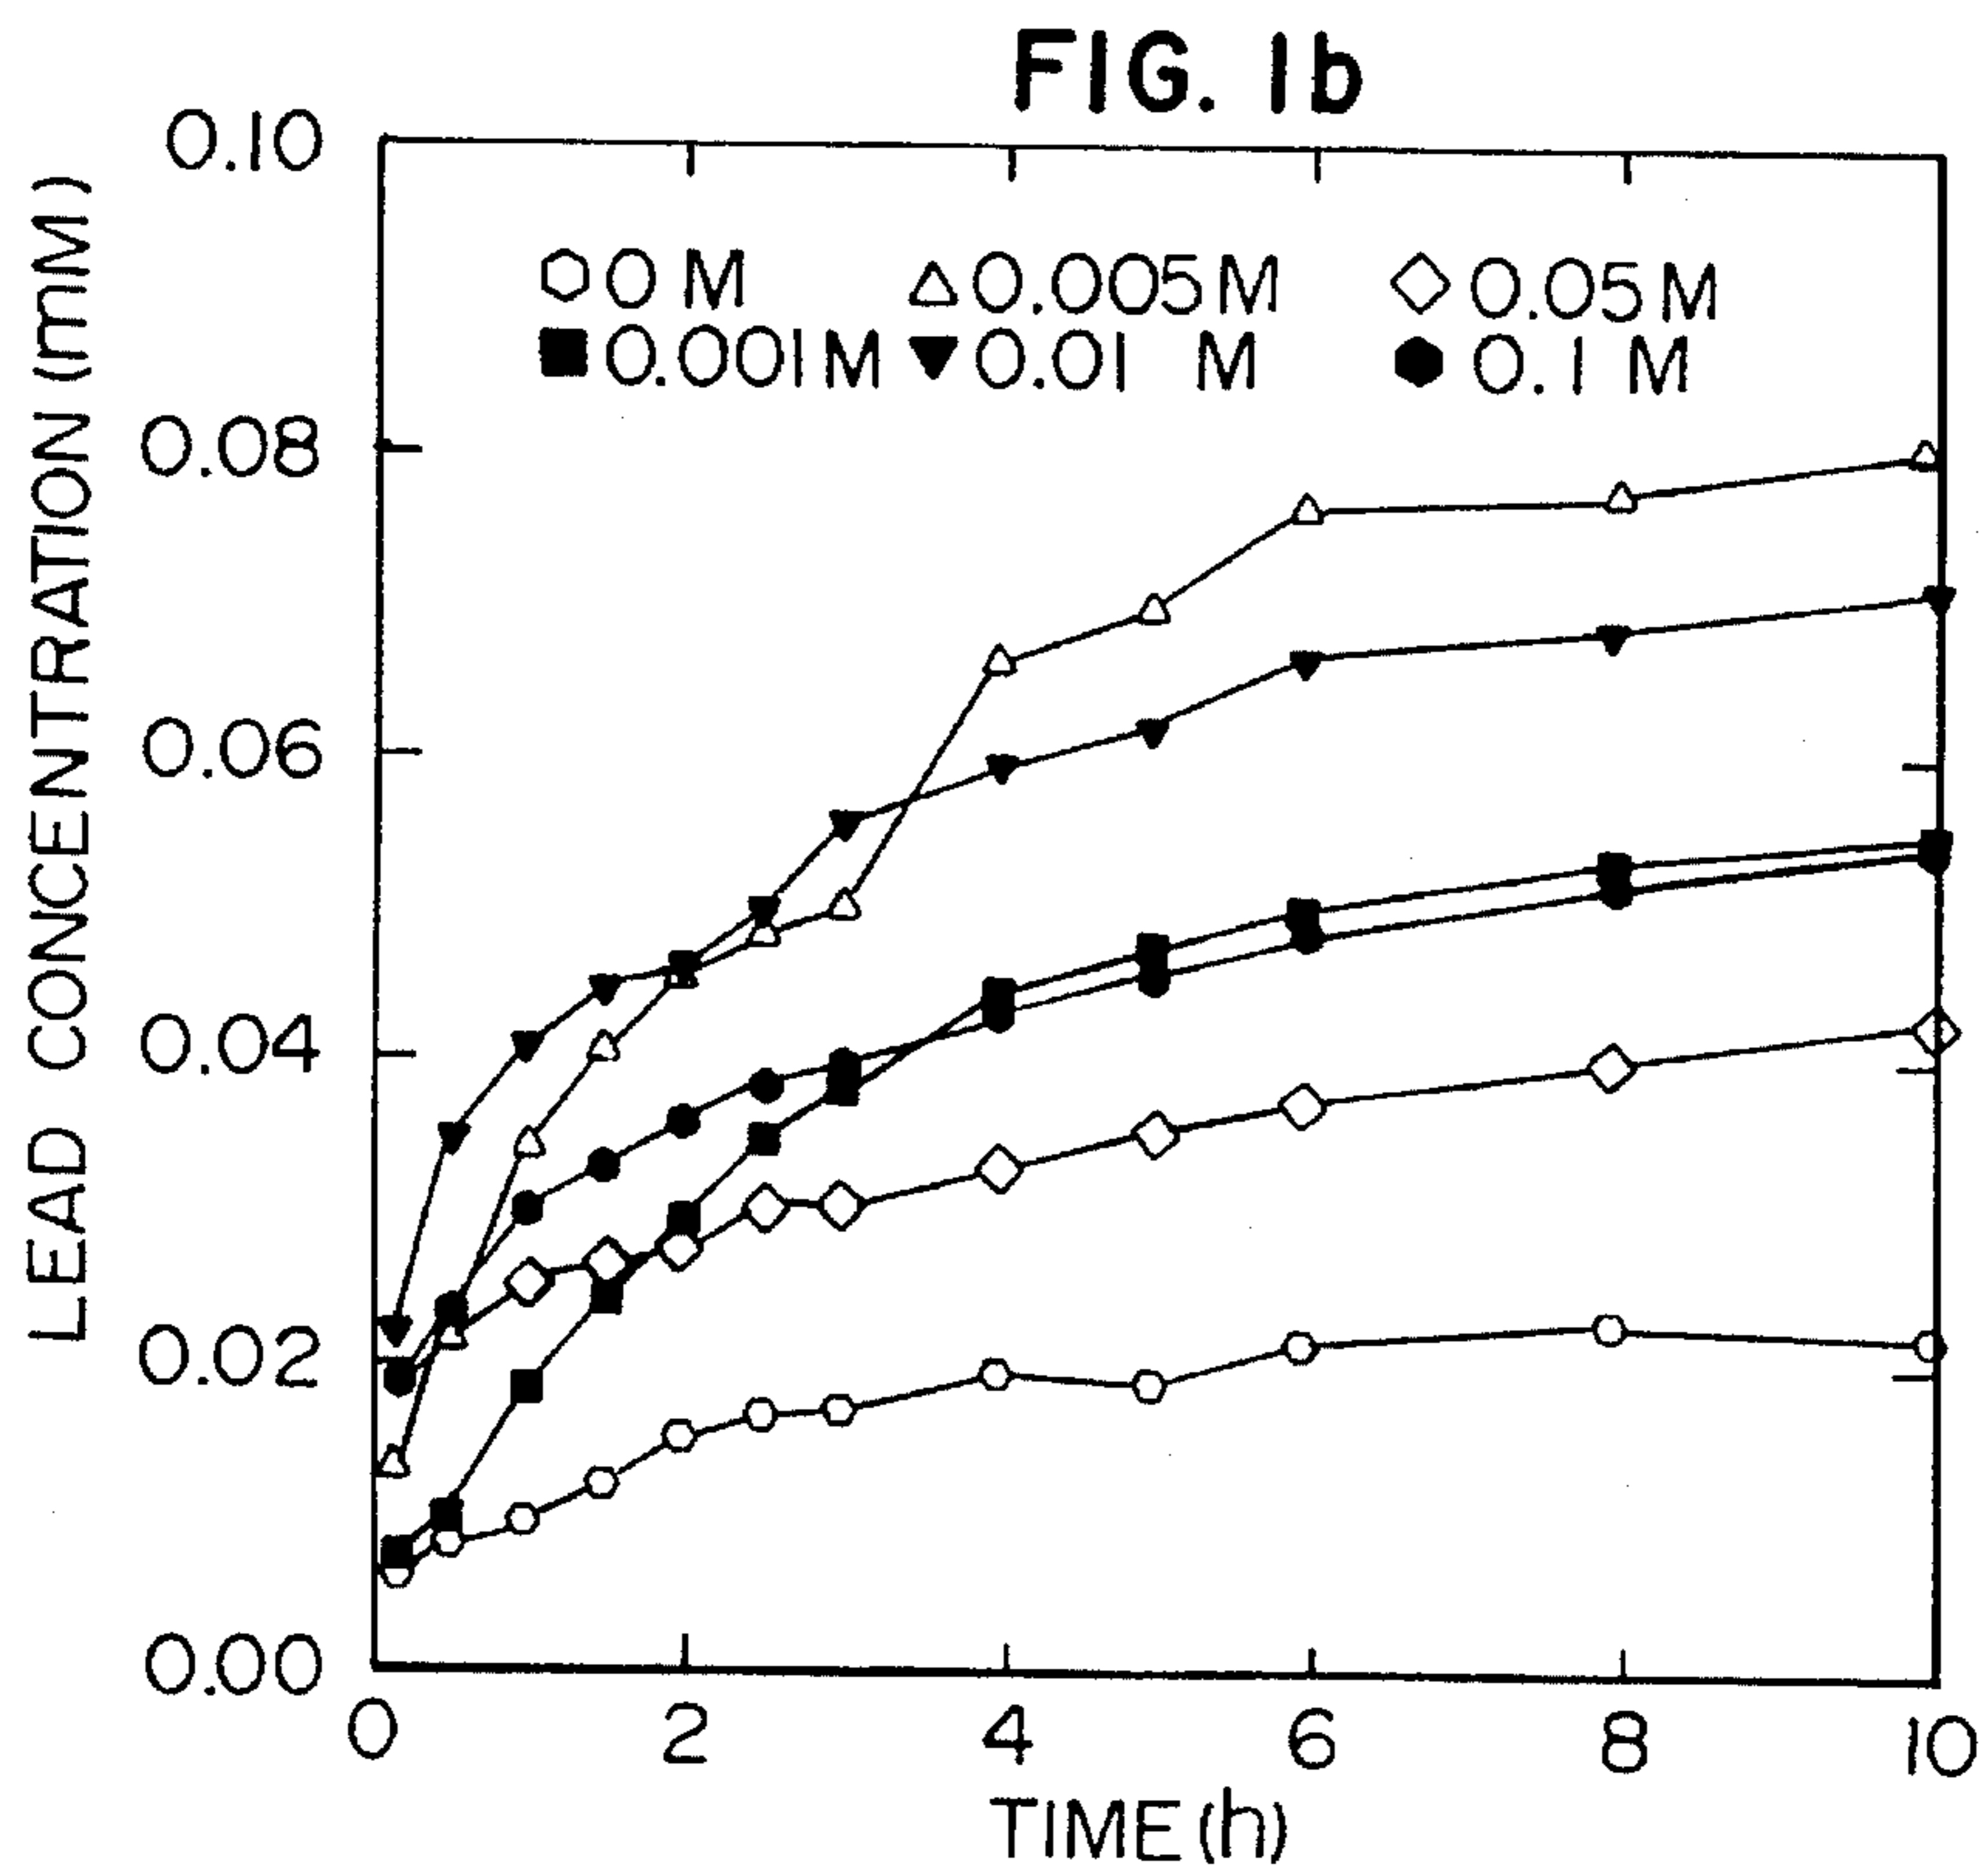 FIG. 1b
LEAD CONCENTRATION (mM)
0.10
0.08
0.06
0.04
0.02
0.00
0 M 0.005 M 0.05 M
0.001 M 0.01 M 0.1 M
0 2 4 6 8 10
TIME (h)